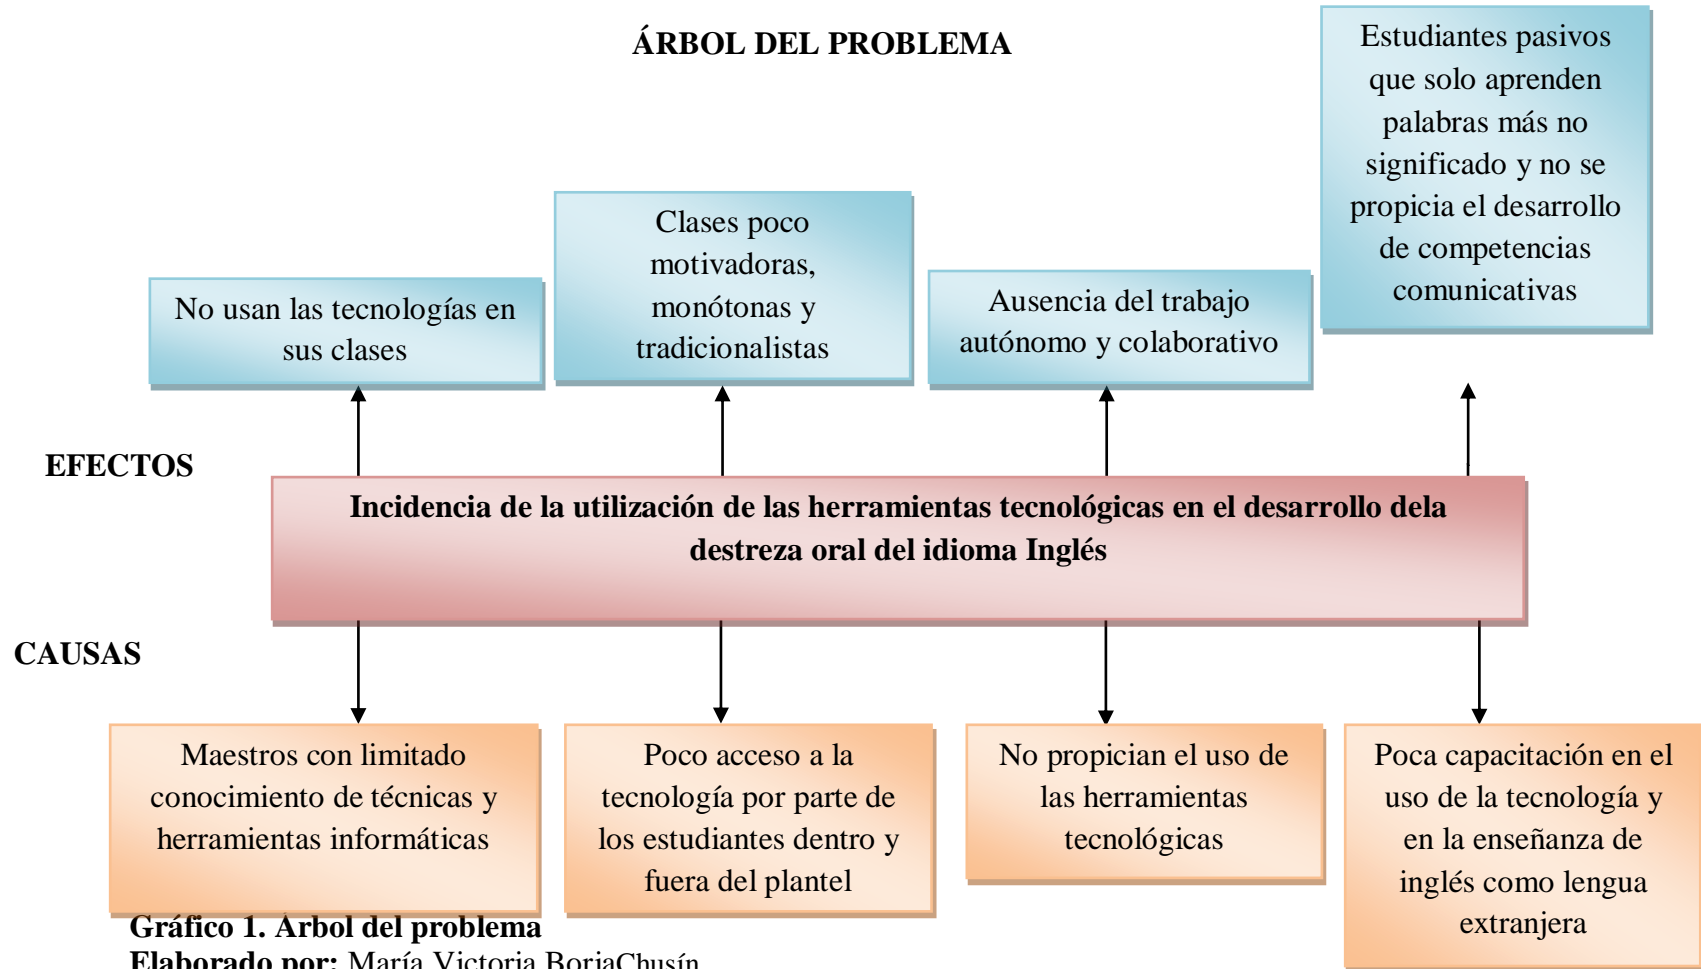 ÁRBOL DEL PROBLEMA
No usan las tecnologías en
sus clases
Clases poco
motivadoras,
monótonas y
tradicionalistas
Ausencia del trabajo
autónomo y colaborativo
Estudiantes pasivos
que solo aprenden
palabras más no
significado y no se
propicia el desarrollo
de competencias
comunicativas
EFECTOS
Incidencia de la utilización de las herramientas tecnológicas en el desarrollo dela
destreza oral del idioma Inglés
CAUSAS
Maestros con limitado
conocimiento de técnicas y
herramientas informáticas
Poco acceso a la
tecnología por parte de
los estudiantes dentro y
fuera del plantel
No propician el uso de
las herramientas
tecnológicas
Poca capacitación en el
uso de la tecnología y
en la enseñanza de
inglés como lengua
extranjera
Gráfico 1. Árbol del problema
Elaborado por: María Victoria BorjaChusín